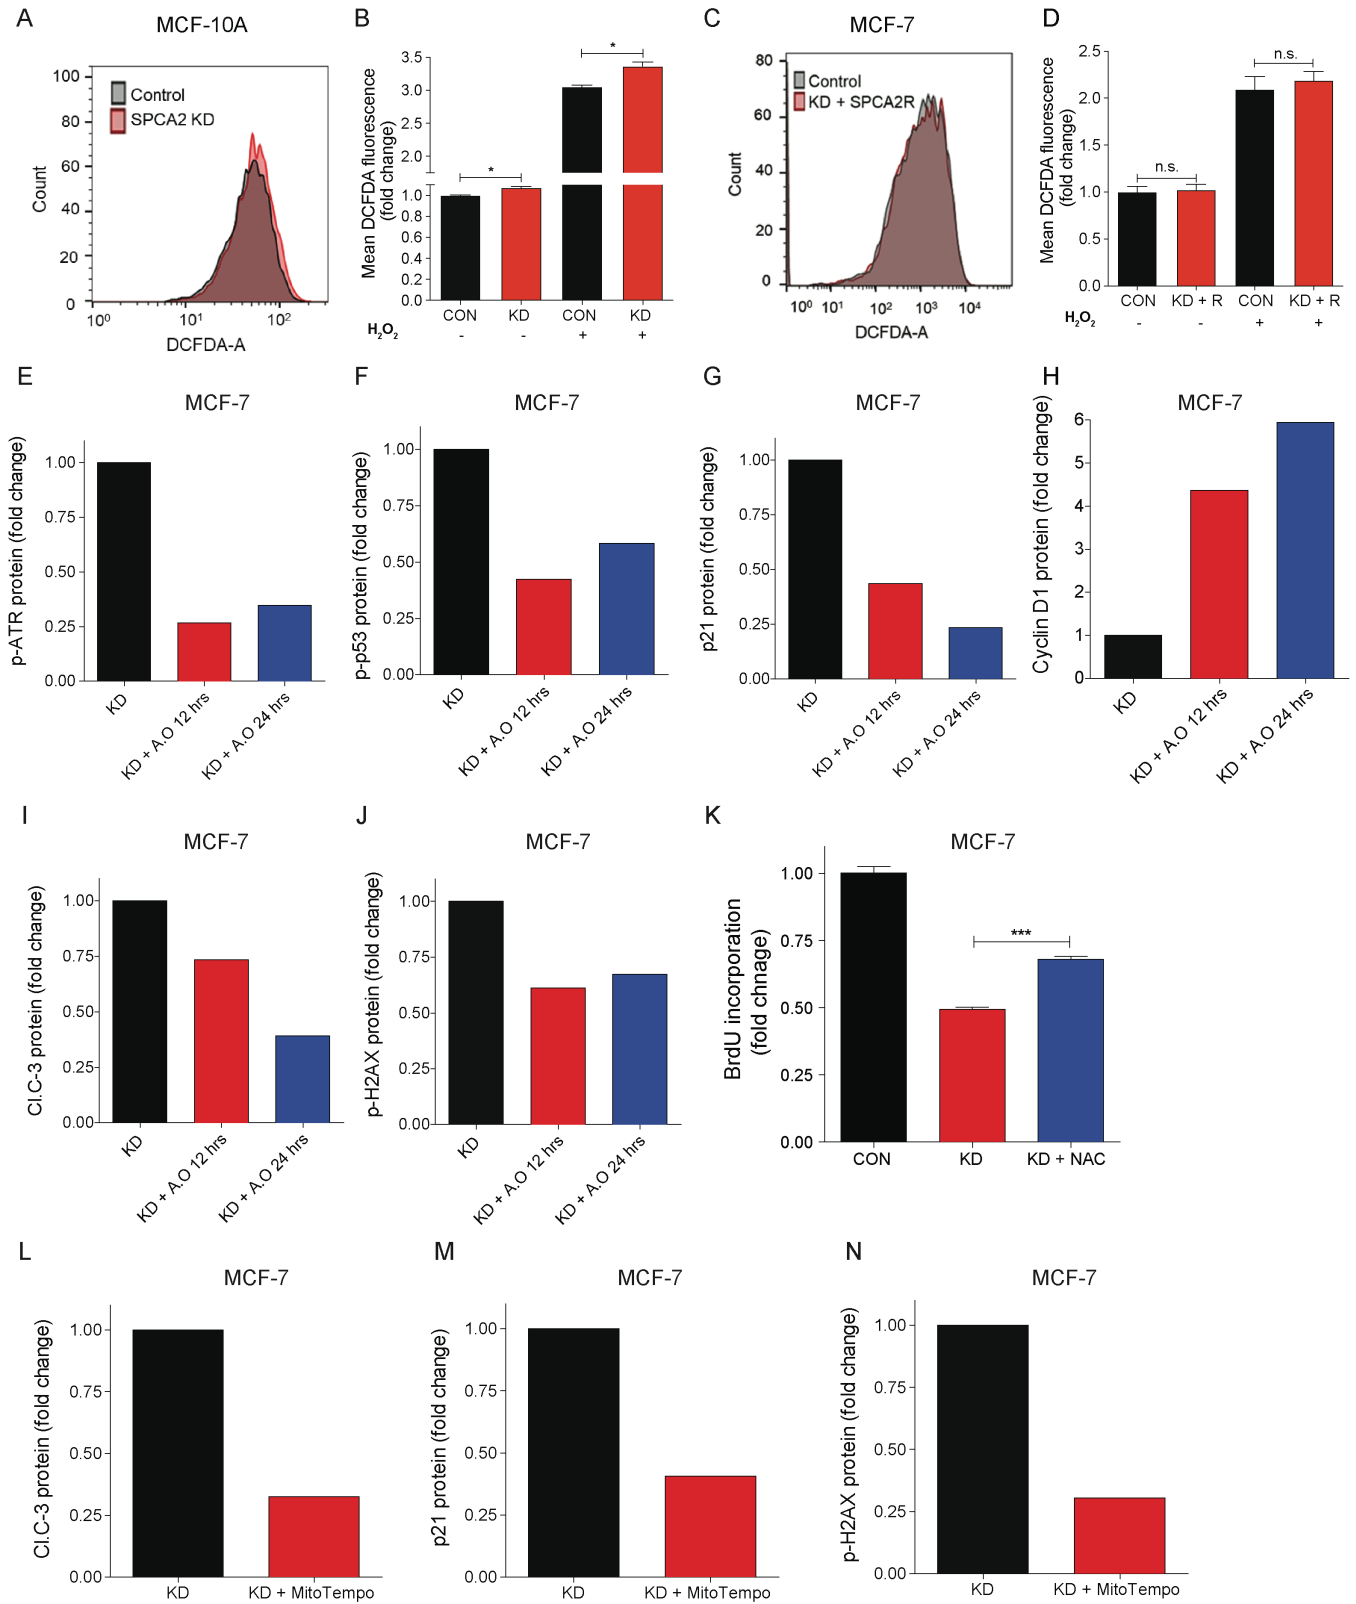 A
MCF-10A
Control
SPCA2 KD
Count
100
80
60
40
20
0
10⁰ 10¹ 10²
DCFDA-A
B
Mean DCFDA fluorescence
(fold change)
3.5
3.0
2.5
2.0
1.0
0.8
0.6
0.4
0.2
0.0
*
*
CON KD CON KD
H₂O₂ - - + +
C
MCF-7
Control
KD + SPCA2R
Count
80
60
40
20
0
10⁰ 10¹ 10² 10³ 10⁴
DCFDA-A
D
Mean DCFDA fluorescence
(fold change)
2.5
2.0
1.5
1.0
0.5
0.0
n.s.
n.s.
CON KD + R CON KD + R
H₂O₂ - - + +
E
MCF-7
p-ATR protein (fold change)
1.00
0.75
0.50
0.25
0.00
KD
KD + A.O 12 hrs
KD + A.O 24 hrs
F
MCF-7
p-p53 protein (fold change)
1.00
0.75
0.50
0.25
0.00
KD
KD + A.O 12 hrs
KD + A.O 24 hrs
G
MCF-7
p21 protein (fold change)
1.00
0.75
0.50
0.25
0.00
KD
KD + A.O 12 hrs
KD + A.O 24 hrs
H
MCF-7
Cyclin D1 protein (fold change)
6
5
4
3
2
1
0
KD
KD + A.O 12 hrs
KD + A.O 24 hrs
I
MCF-7
Cl.C-3 protein (fold change)
1.00
0.75
0.50
0.25
0.00
KD
KD + A.O 12 hrs
KD + A.O 24 hrs
J
MCF-7
p-H2AX protein (fold change)
1.00
0.75
0.50
0.25
0.00
KD
KD + A.O 12 hrs
KD + A.O 24 hrs
K
MCF-7
BrdU incorporation
(fold chnage)
1.00
0.75
0.50
0.25
0.00
***
CON KD KD + NAC
L
MCF-7
Cl.C-3 protein (fold change)
1.00
0.75
0.50
0.25
0.00
KD KD + MitoTempo
M
MCF-7
p21 protein (fold change)
1.00
0.75
0.50
0.25
0.00
KD KD + MitoTempo
N
MCF-7
p-H2AX protein (fold change)
1.00
0.75
0.50
0.25
0.00
KD KD + MitoTempo